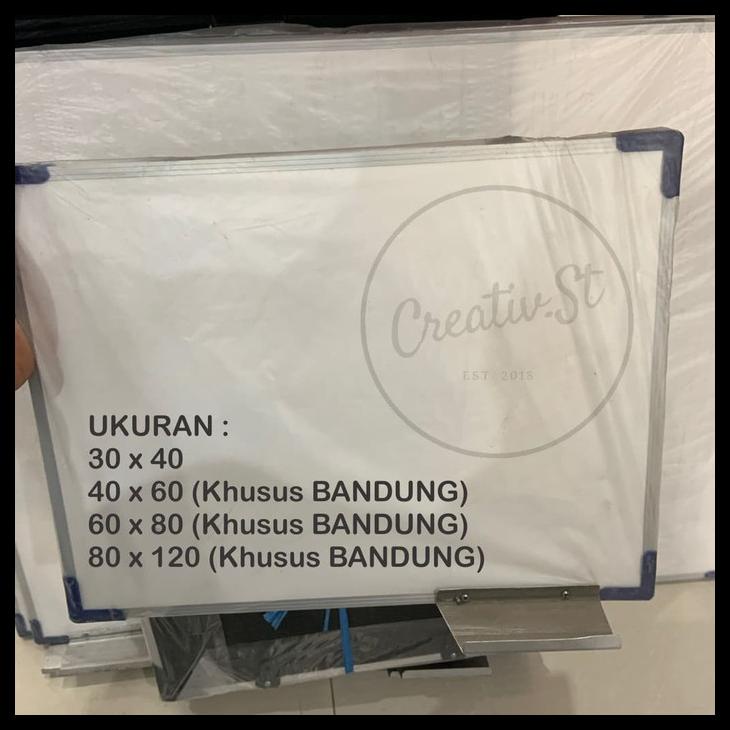 Creativ.St
EST. 2018
UKURAN :
30 x 40
40 x 60 (Khusus BANDUNG)
60 x 80 (Khusus BANDUNG)
80 x 120 (Khusus BANDUNG)